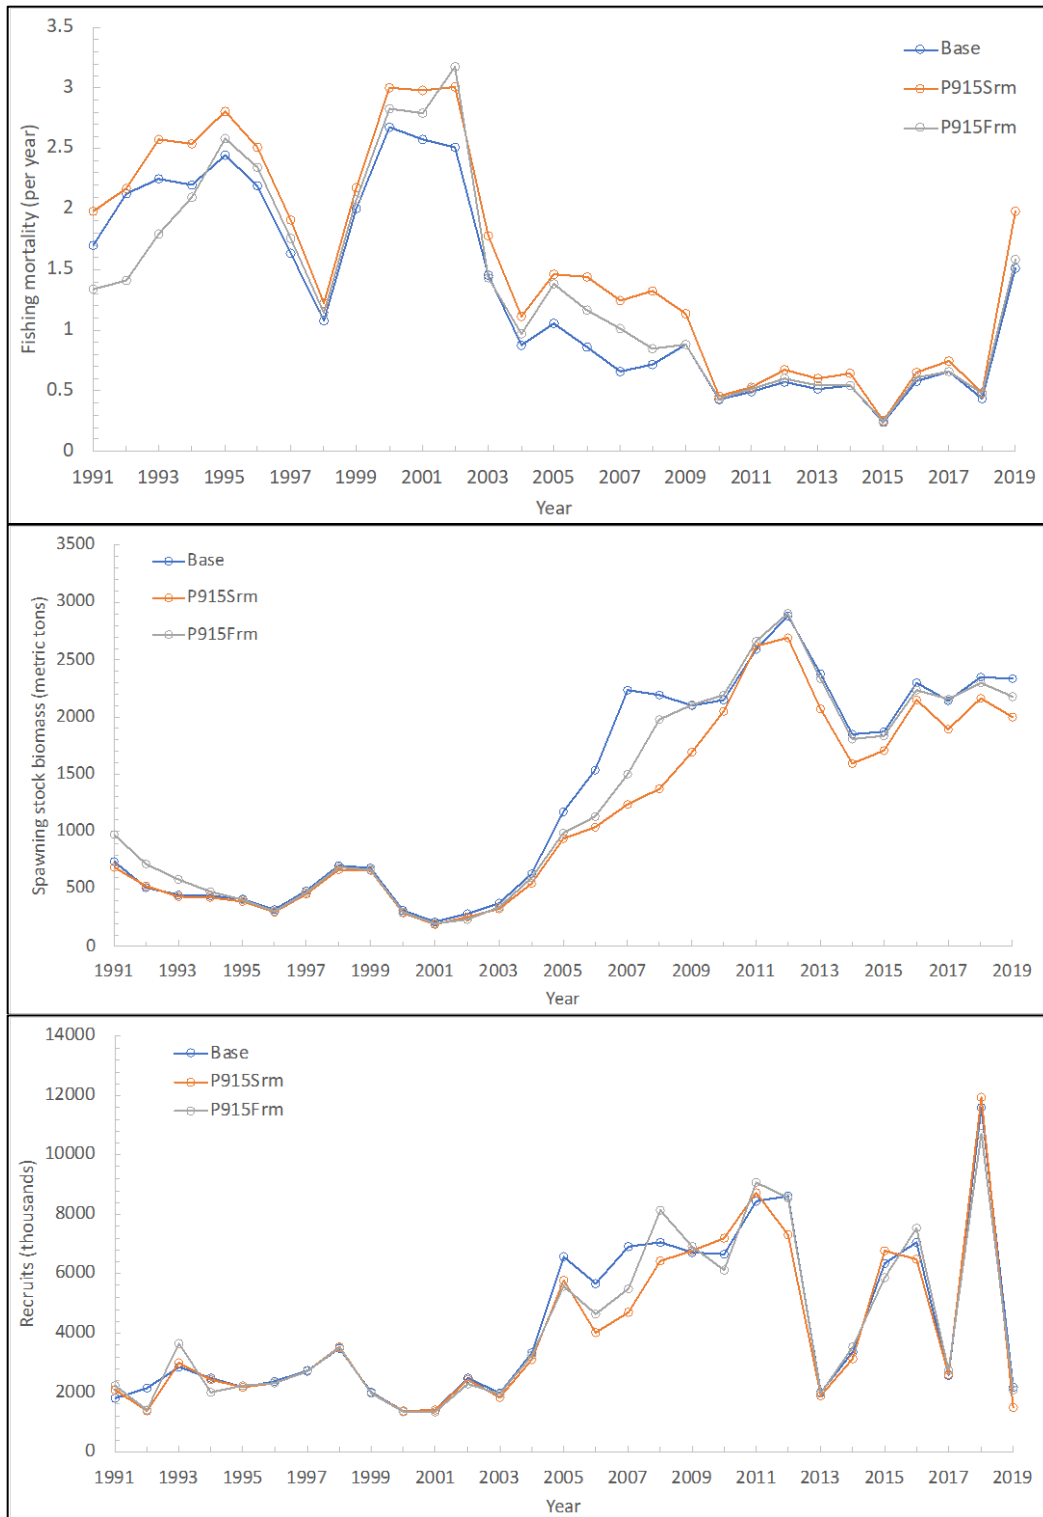 3.5
3
2.5
2
1.5
1
0.5
0
Fishing mortality (per year)
Base
P915Srm
P915Frm
1991 1993 1995 1997 1999 2001 2003 2005 2007 2009 2011 2013 2015 2017 2019
Year
3500
3000
2500
2000
1500
1000
500
0
Spawning stock biomass (metric tons)
Base
P915Srm
P915Frm
1991 1993 1995 1997 1999 2001 2003 2005 2007 2009 2011 2013 2015 2017 2019
Year
14000
12000
10000
8000
6000
4000
2000
0
Recruits (thousands)
Base
P915Srm
P915Frm
1991 1993 1995 1997 1999 2001 2003 2005 2007 2009 2011 2013 2015 2017 2019
Year